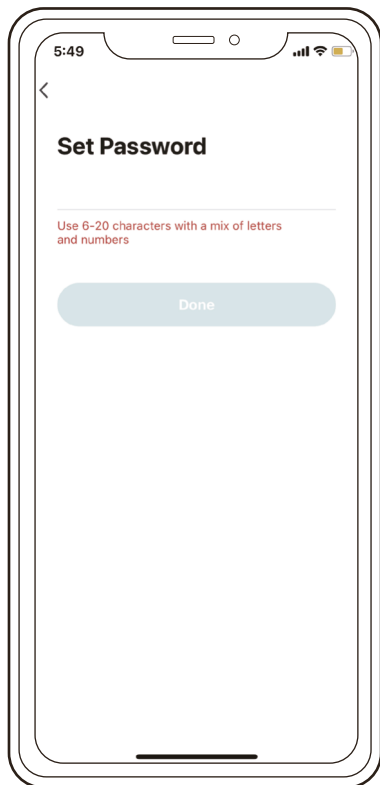 5:49
Set Password
Use 6-20 characters with a mix of letters
and numbers
Done